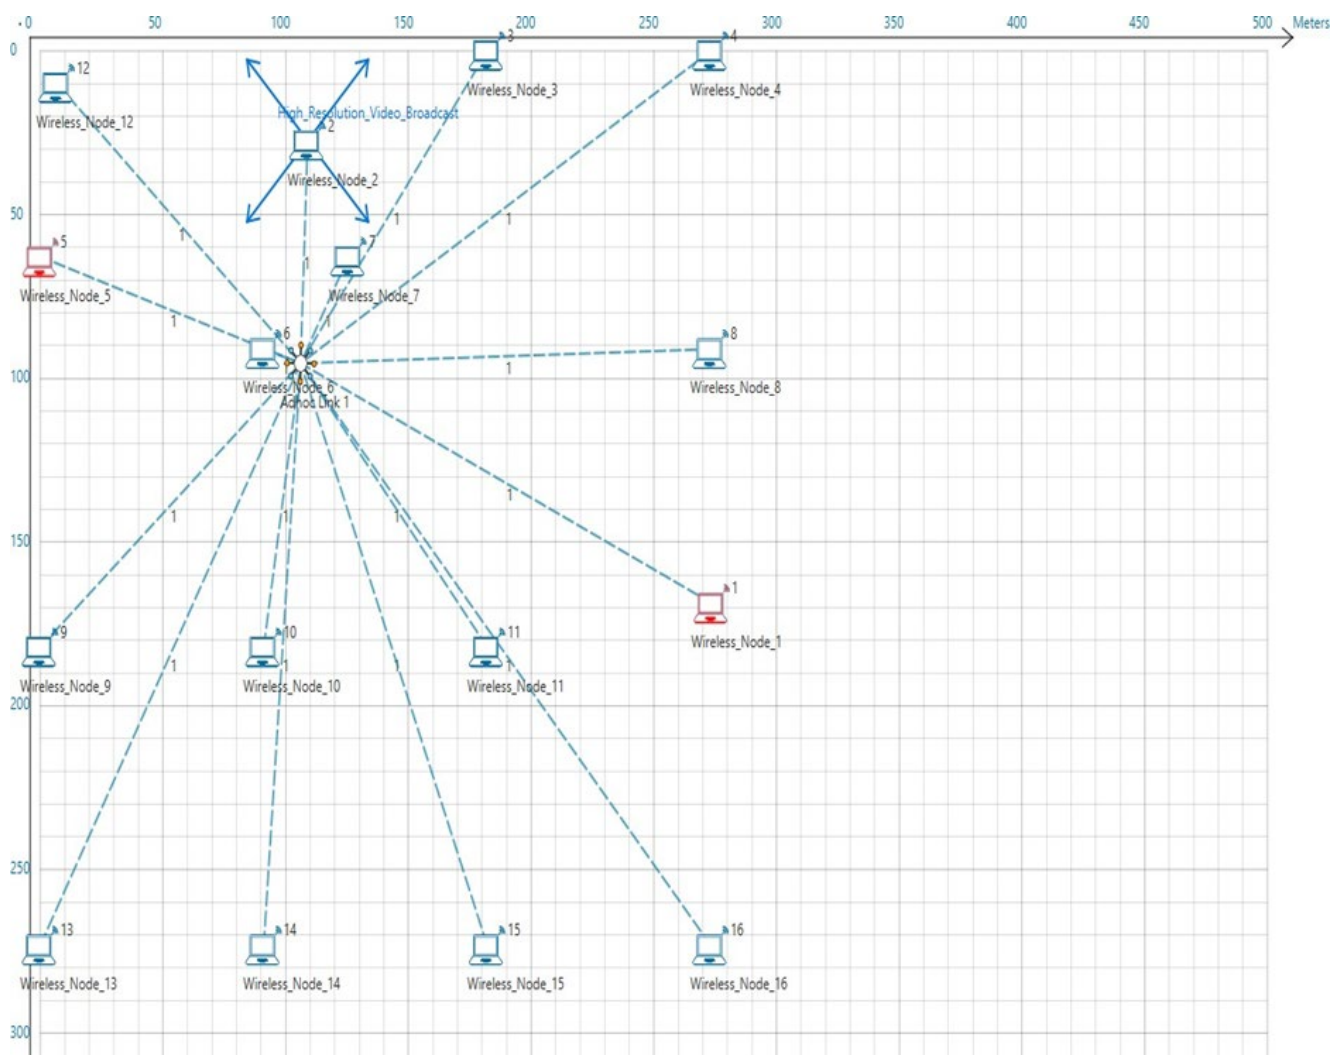 - 0 50 100 150 200 250 300 350 400 450 500 Meters
0
3
4
Wireless_Node_3
Wireless_Node_4
12
Wireless_Node_12
High_Resolution_Video_Broadcast
2
Wireless_Node_2
50
1
1
1
5
7
1
Wireless_Node_5
Wireless_Node_7
1
1
6
8
1
100
Wireless_Node_6
Wireless_Node_8
Adhoc Link 1
1
1
1
1
150
1
Wireless_Node_1
9
10
11
1
1
1
1
Wireless_Node_9
Wireless_Node_10
Wireless_Node_11
200
250
13
14
15
16
Wireless_Node_13
Wireless_Node_14
Wireless_Node_15
Wireless_Node_16
300